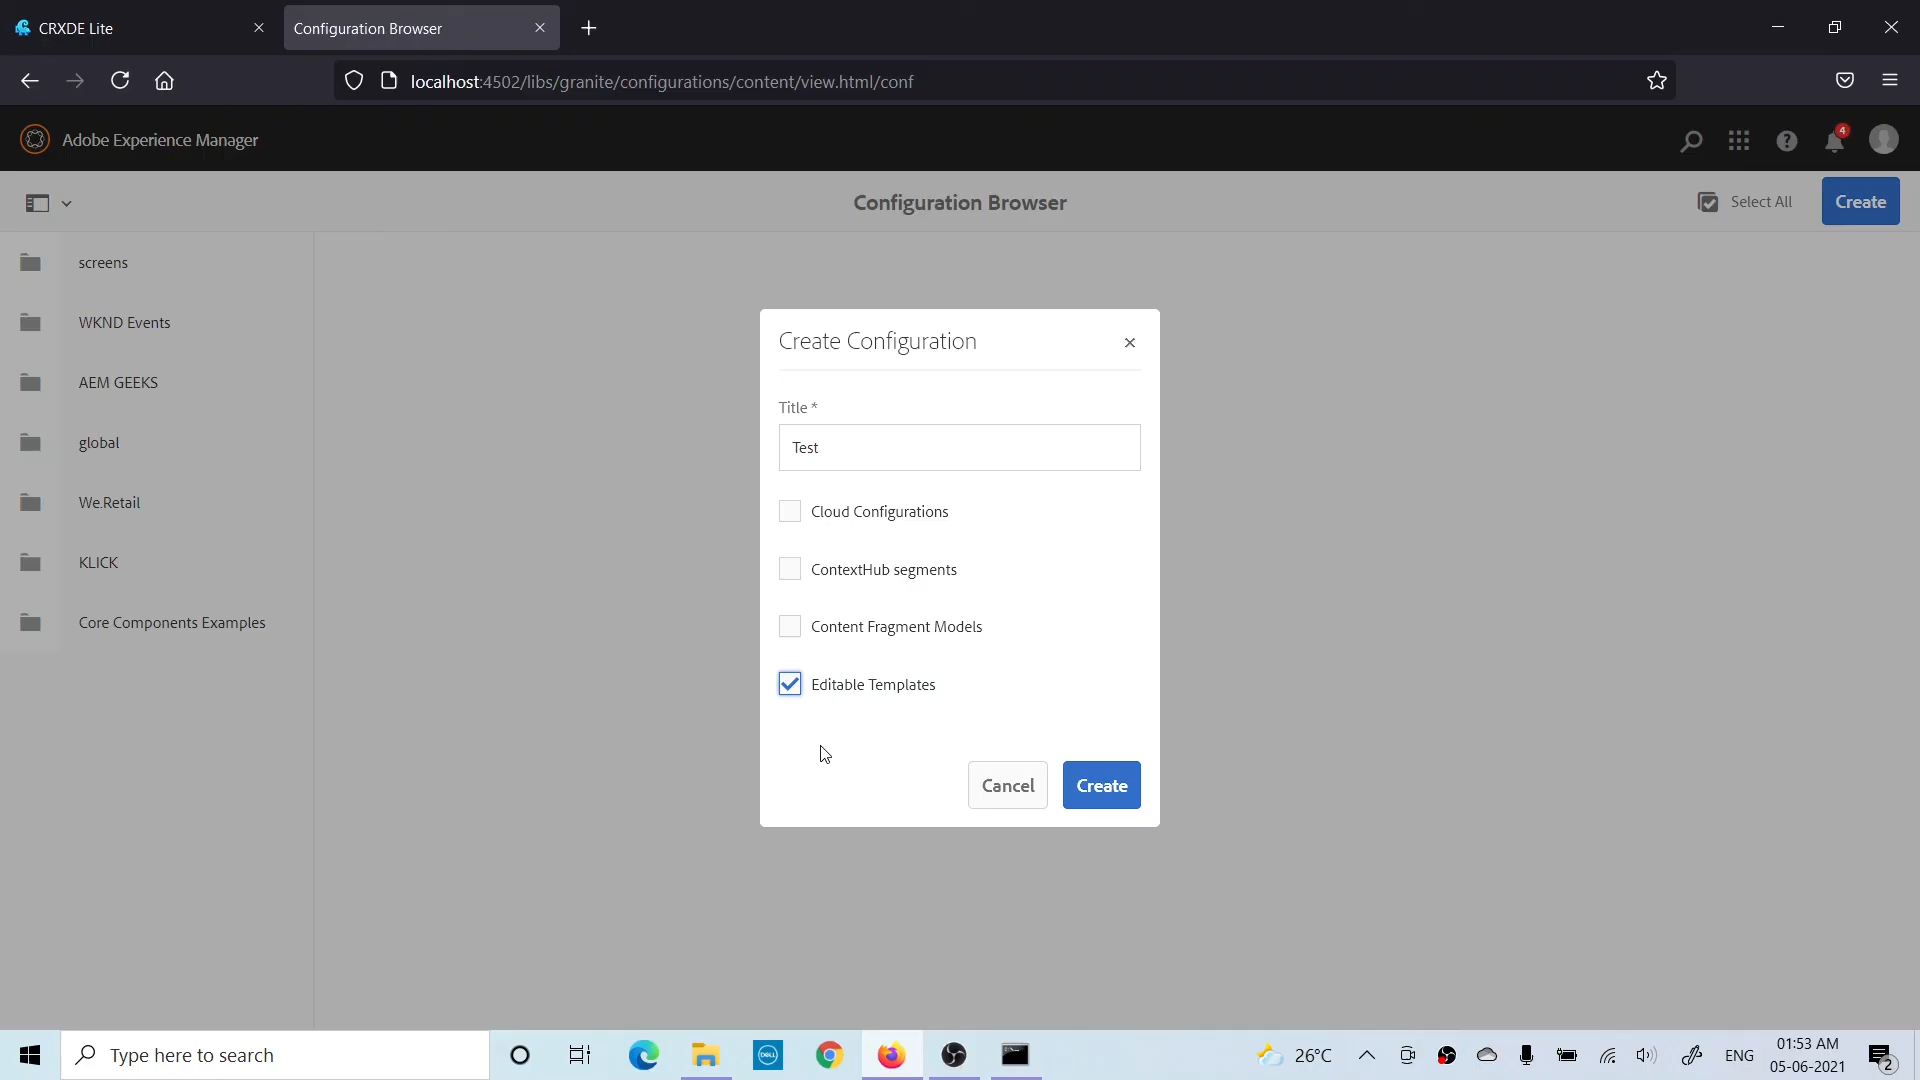 CRXDE Lite
Configuration Browser
localhost:4502/libs/granite/configurations/content/view.html/conf
Adobe Experience Manager
4
Configuration Browser
Select All
Create
screens
WKND Events
AEM GEEKS
global
We.Retail
KLICK
Core Components Examples
Create Configuration
Title *
Test
Cloud Configurations
ContextHub segments
Content Fragment Models
Editable Templates
Cancel
Create
Type here to search
DELL
26°C
ENG
01:53 AM
05-06-2021
2